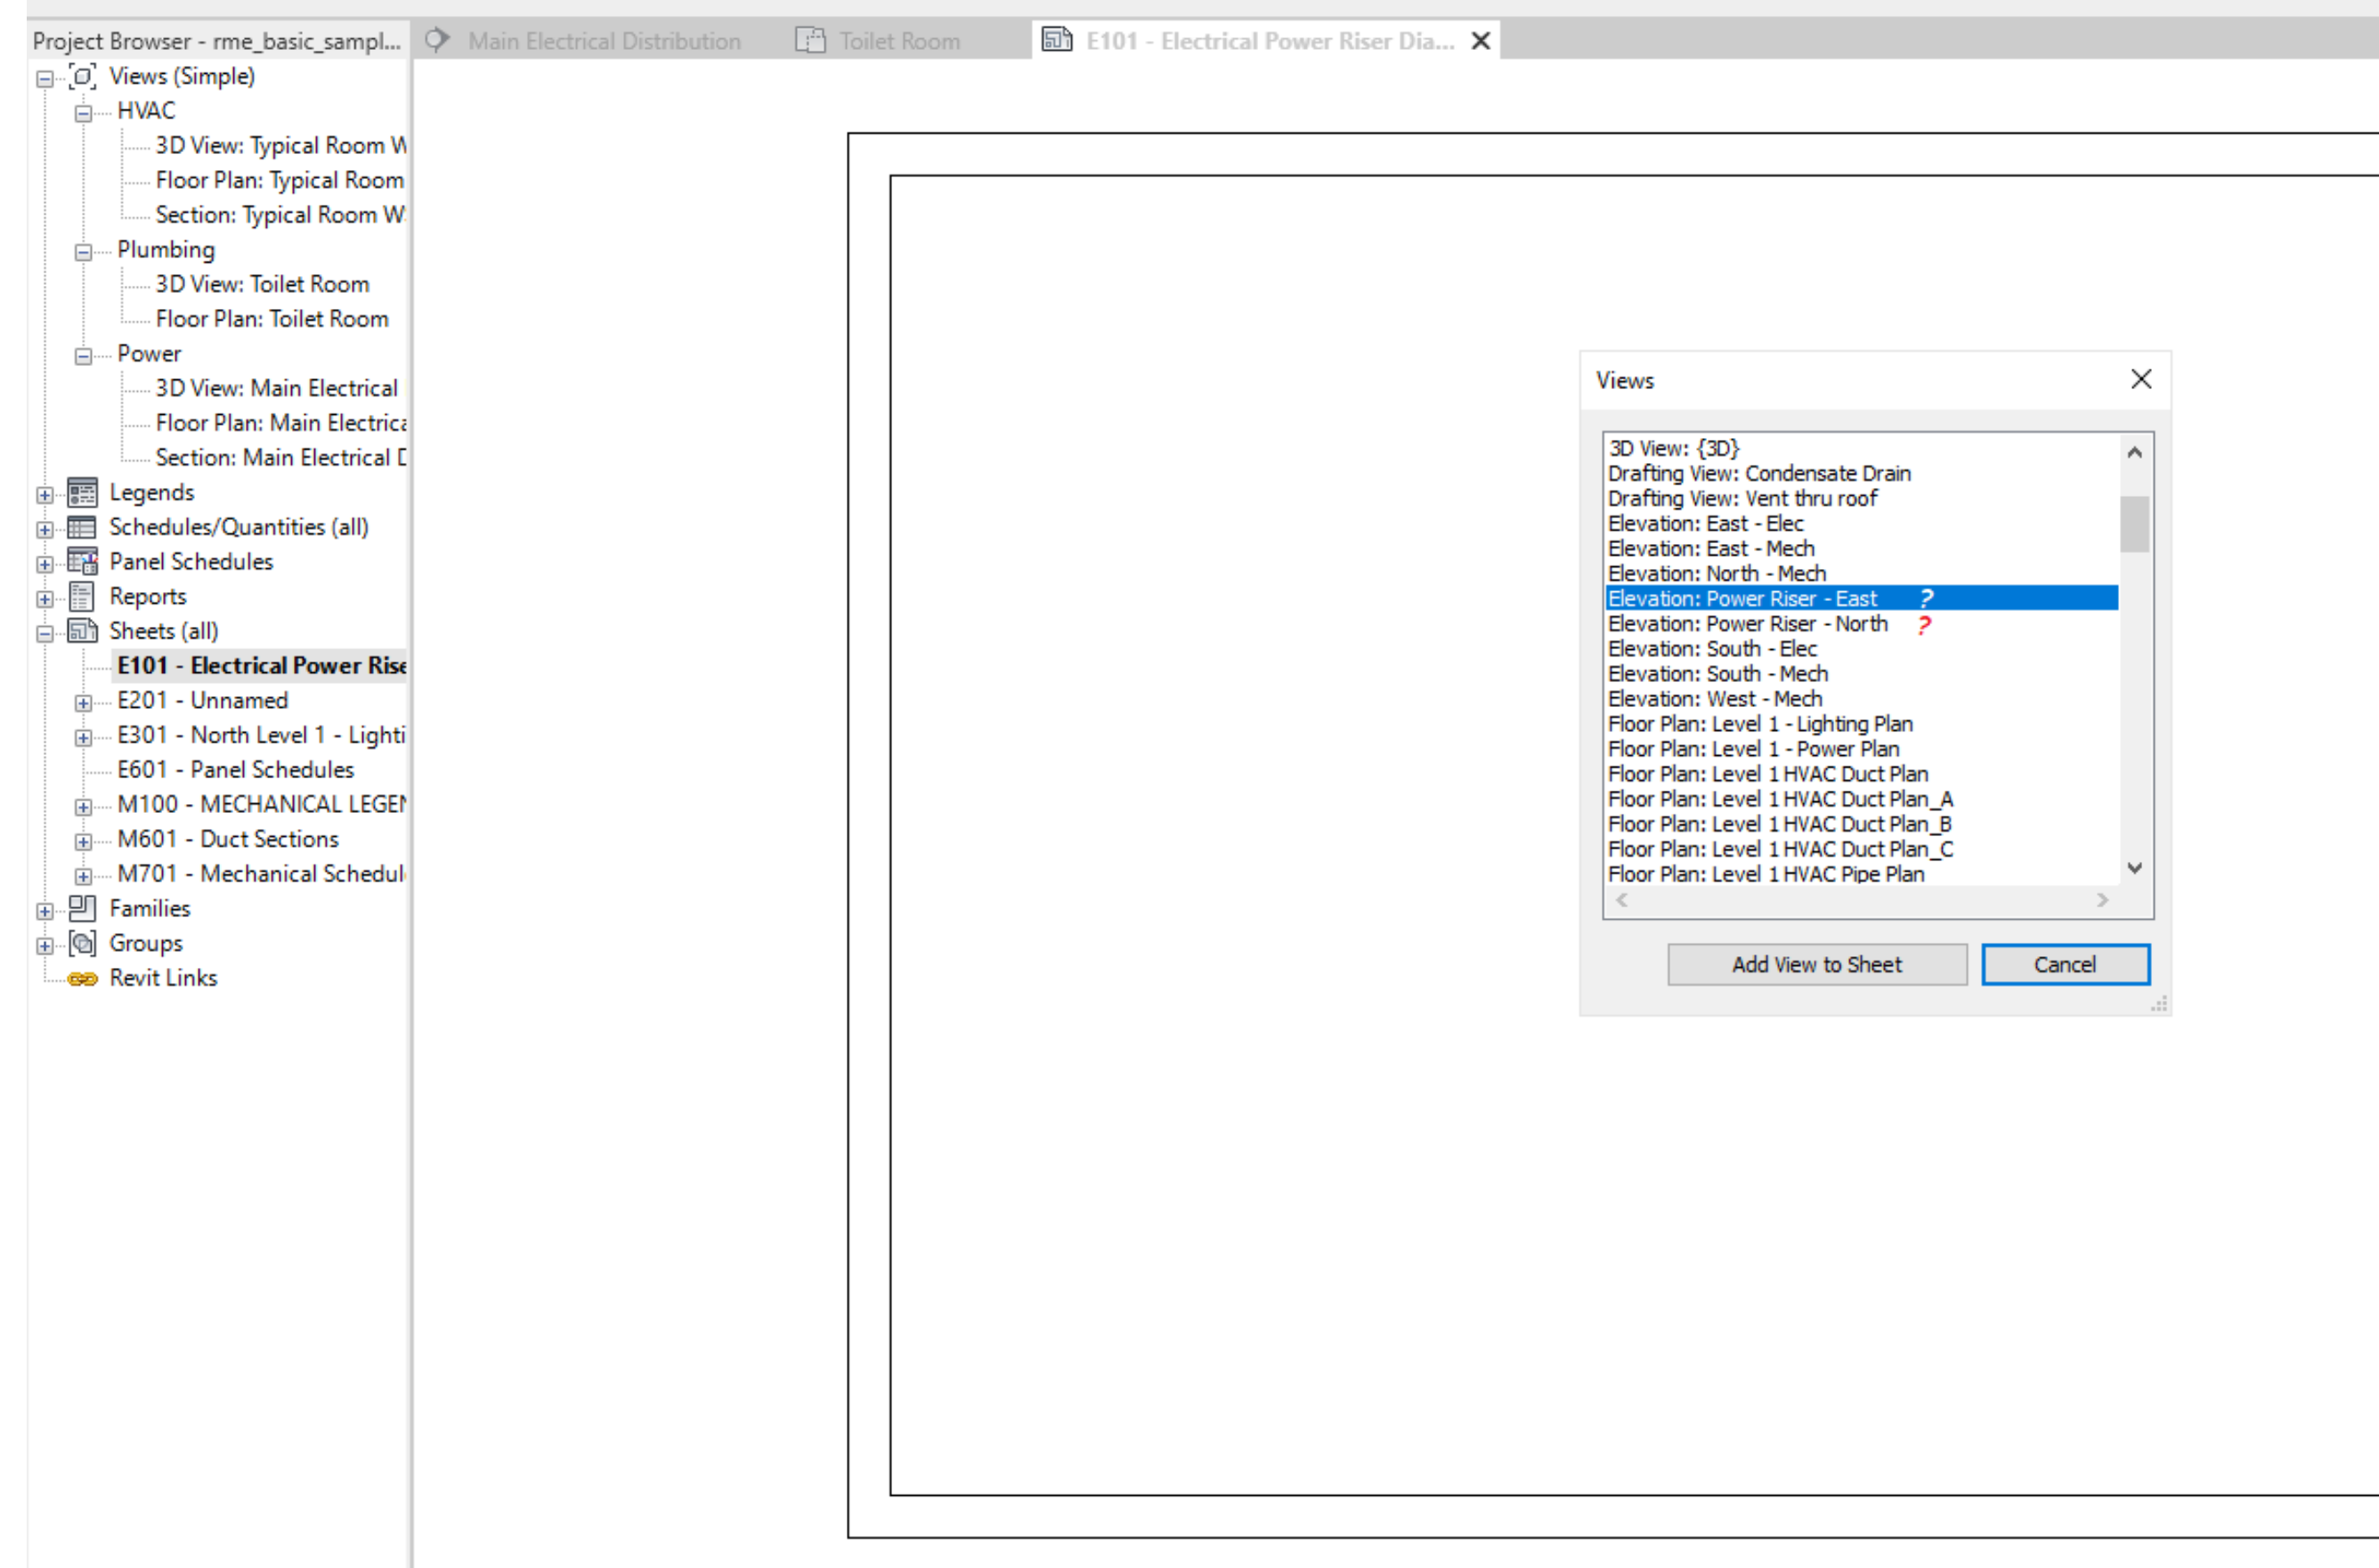 Project Browser - rme_basic_sampl...
Main Electrical Distribution
Toilet Room
E101 - Electrical Power Riser Dia...
Views (Simple)
HVAC
3D View: Typical Room W
Floor Plan: Typical Room
Section: Typical Room W
Plumbing
3D View: Toilet Room
Floor Plan: Toilet Room
Power
3D View: Main Electrical
Floor Plan: Main Electrica
Section: Main Electrical D
Legends
Schedules/Quantities (all)
Panel Schedules
Reports
Sheets (all)
E101 - Electrical Power Rise
E201 - Unnamed
E301 - North Level 1 - Lighti
E601 - Panel Schedules
M100 - MECHANICAL LEGEN
M601 - Duct Sections
M701 - Mechanical Schedul
Families
Groups
Revit Links
Views
3D View: {3D}
Drafting View: Condensate Drain
Drafting View: Vent thru roof
Elevation: East - Elec
Elevation: East - Mech
Elevation: North - Mech
Elevation: Power Riser - East ?
Elevation: Power Riser - North ?
Elevation: South - Elec
Elevation: South - Mech
Elevation: West - Mech
Floor Plan: Level 1 - Lighting Plan
Floor Plan: Level 1 - Power Plan
Floor Plan: Level 1 HVAC Duct Plan
Floor Plan: Level 1 HVAC Duct Plan_A
Floor Plan: Level 1 HVAC Duct Plan_B
Floor Plan: Level 1 HVAC Duct Plan_C
Floor Plan: Level 1 HVAC Pipe Plan
Add View to Sheet
Cancel